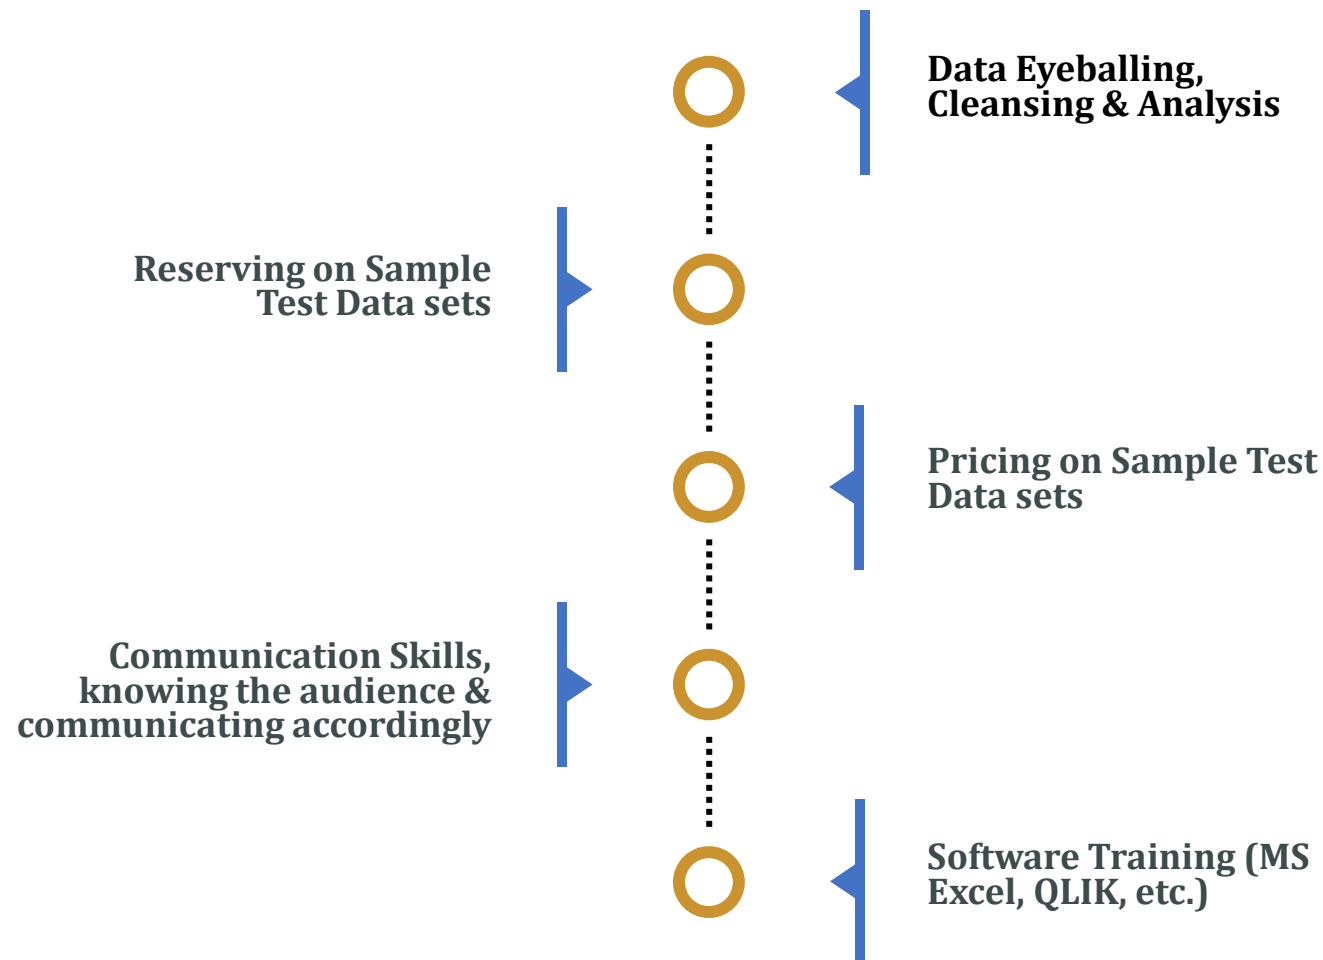 Data Eyeballing,
Cleansing & Analysis
Reserving on Sample
Test Data sets
Pricing on Sample Test
Data sets
Communication Skills,
knowing the audience &
communicating accordingly
Software Training (MS
Excel, QLIK, etc.)